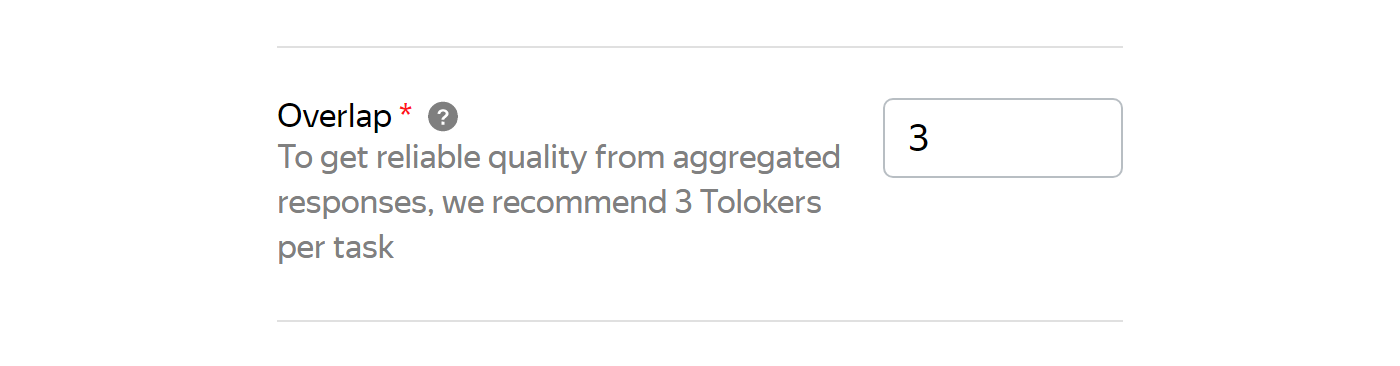 Overlap * ?
3
To get reliable quality from aggregated
responses, we recommend 3 Tolokers
per task